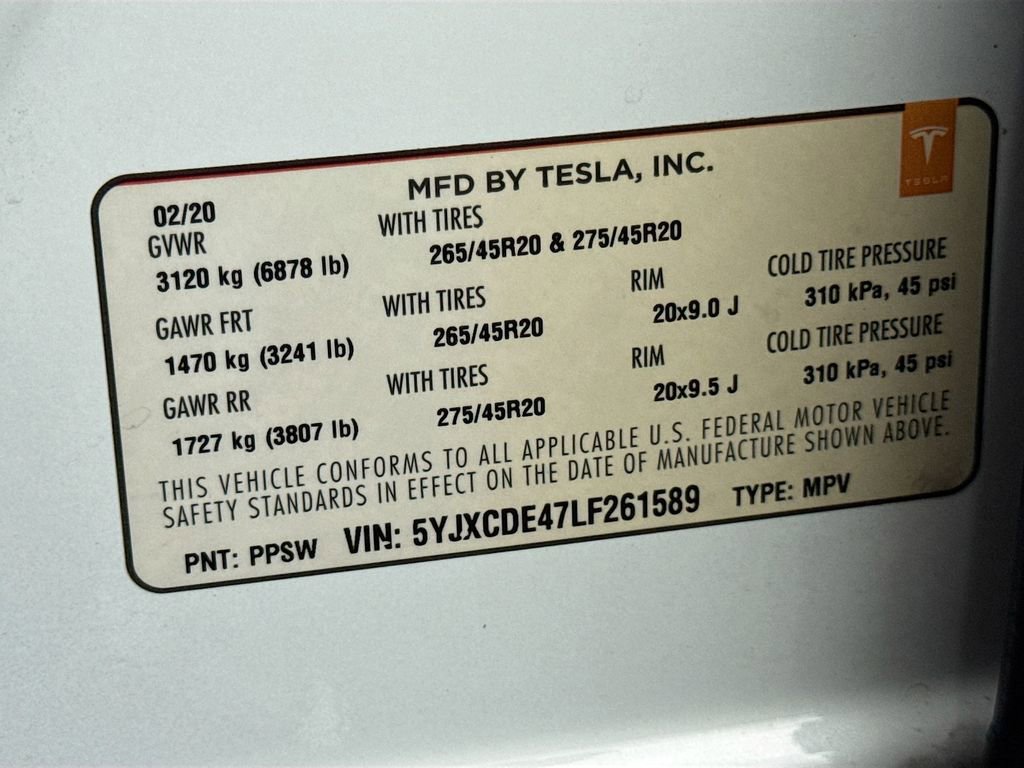 TESLA
MFD BY TESLA, INC.
02/20
GVWR WITH TIRES
3120 kg (6878 lb) 265/45R20 & 275/45R20
GAWR FRT WITH TIRES RIM COLD TIRE PRESSURE
1470 kg (3241 lb) 265/45R20 20x9.0 J 310 kPa, 45 psi
GAWR RR WITH TIRES RIM COLD TIRE PRESSURE
1727 kg (3807 lb) 275/45R20 20x9.5 J 310 kPa, 45 psi
THIS VEHICLE CONFORMS TO ALL APPLICABLE U.S. FEDERAL MOTOR VEHICLE
SAFETY STANDARDS IN EFFECT ON THE DATE OF MANUFACTURE SHOWN ABOVE.
PNT: PPSW VIN: 5YJXCDE47LF261589 TYPE: MPV